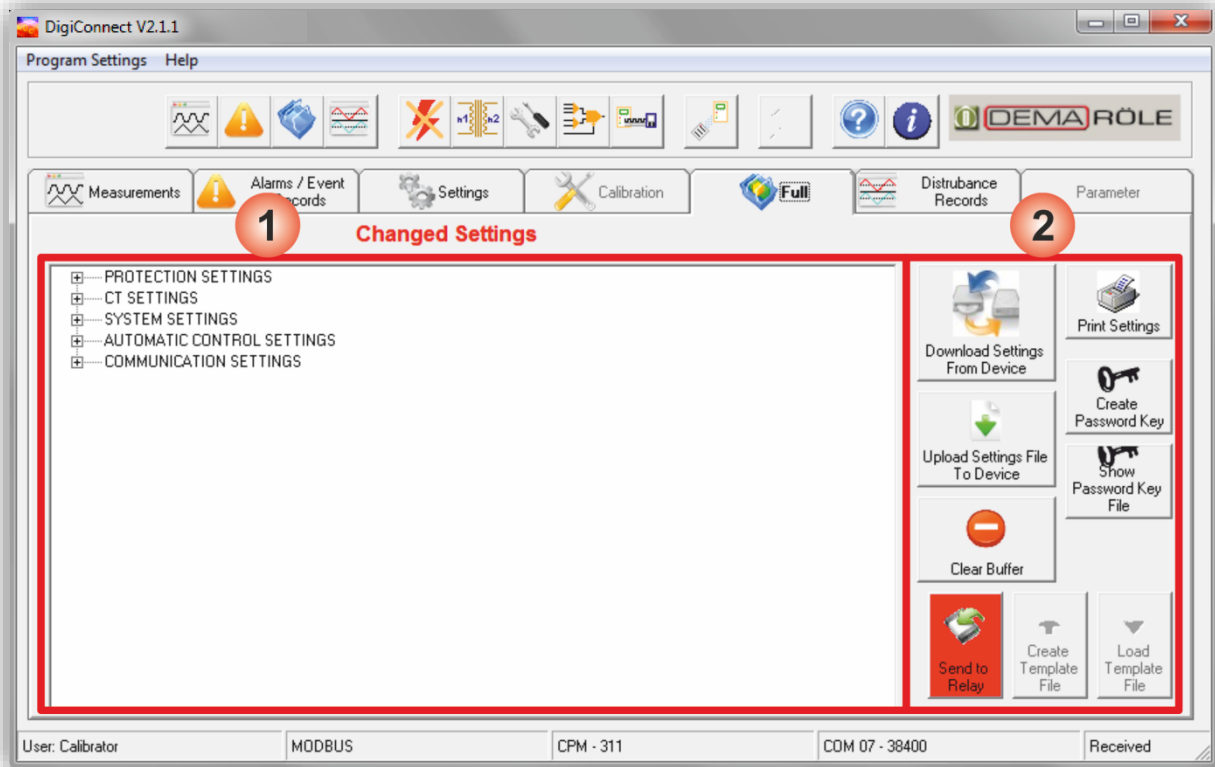 DigiConnect V2.1.1
Program Settings Help
n1 n2
DEMA RÖLE
Measurements
Alarms / Event
Records
Settings
Calibration
Full
Distrubance
Records
Parameter
1
2
Changed Settings
PROTECTION SETTINGS
CT SETTINGS
SYSTEM SETTINGS
AUTOMATIC CONTROL SETTINGS
COMMUNICATION SETTINGS
Download Settings
From Device
Print Settings
Create
Password Key
Upload Settings File
To Device
Show
Password Key
File
Clear Buffer
Send to
Relay
Create
Template
File
Load
Template
File
User: Calibrator
MODBUS
CPM - 311
COM 07 - 38400
Received